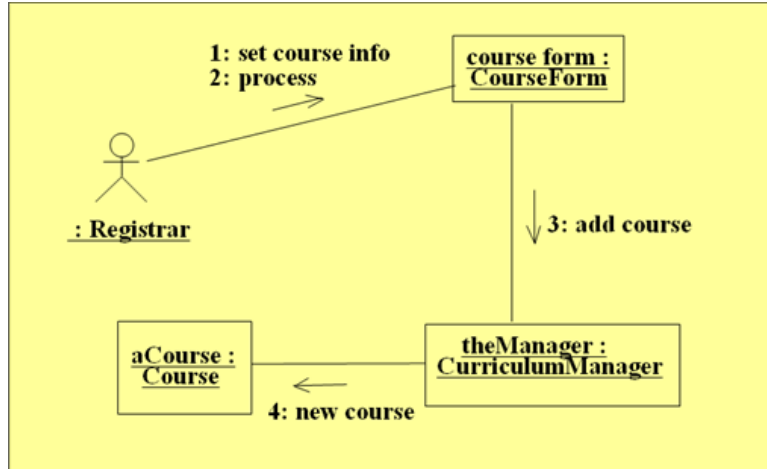 1: set course info
2: process
course form :
CourseForm
: Registrar
3: add course
theManager :
CurriculumManager
aCourse :
Course
4: new course